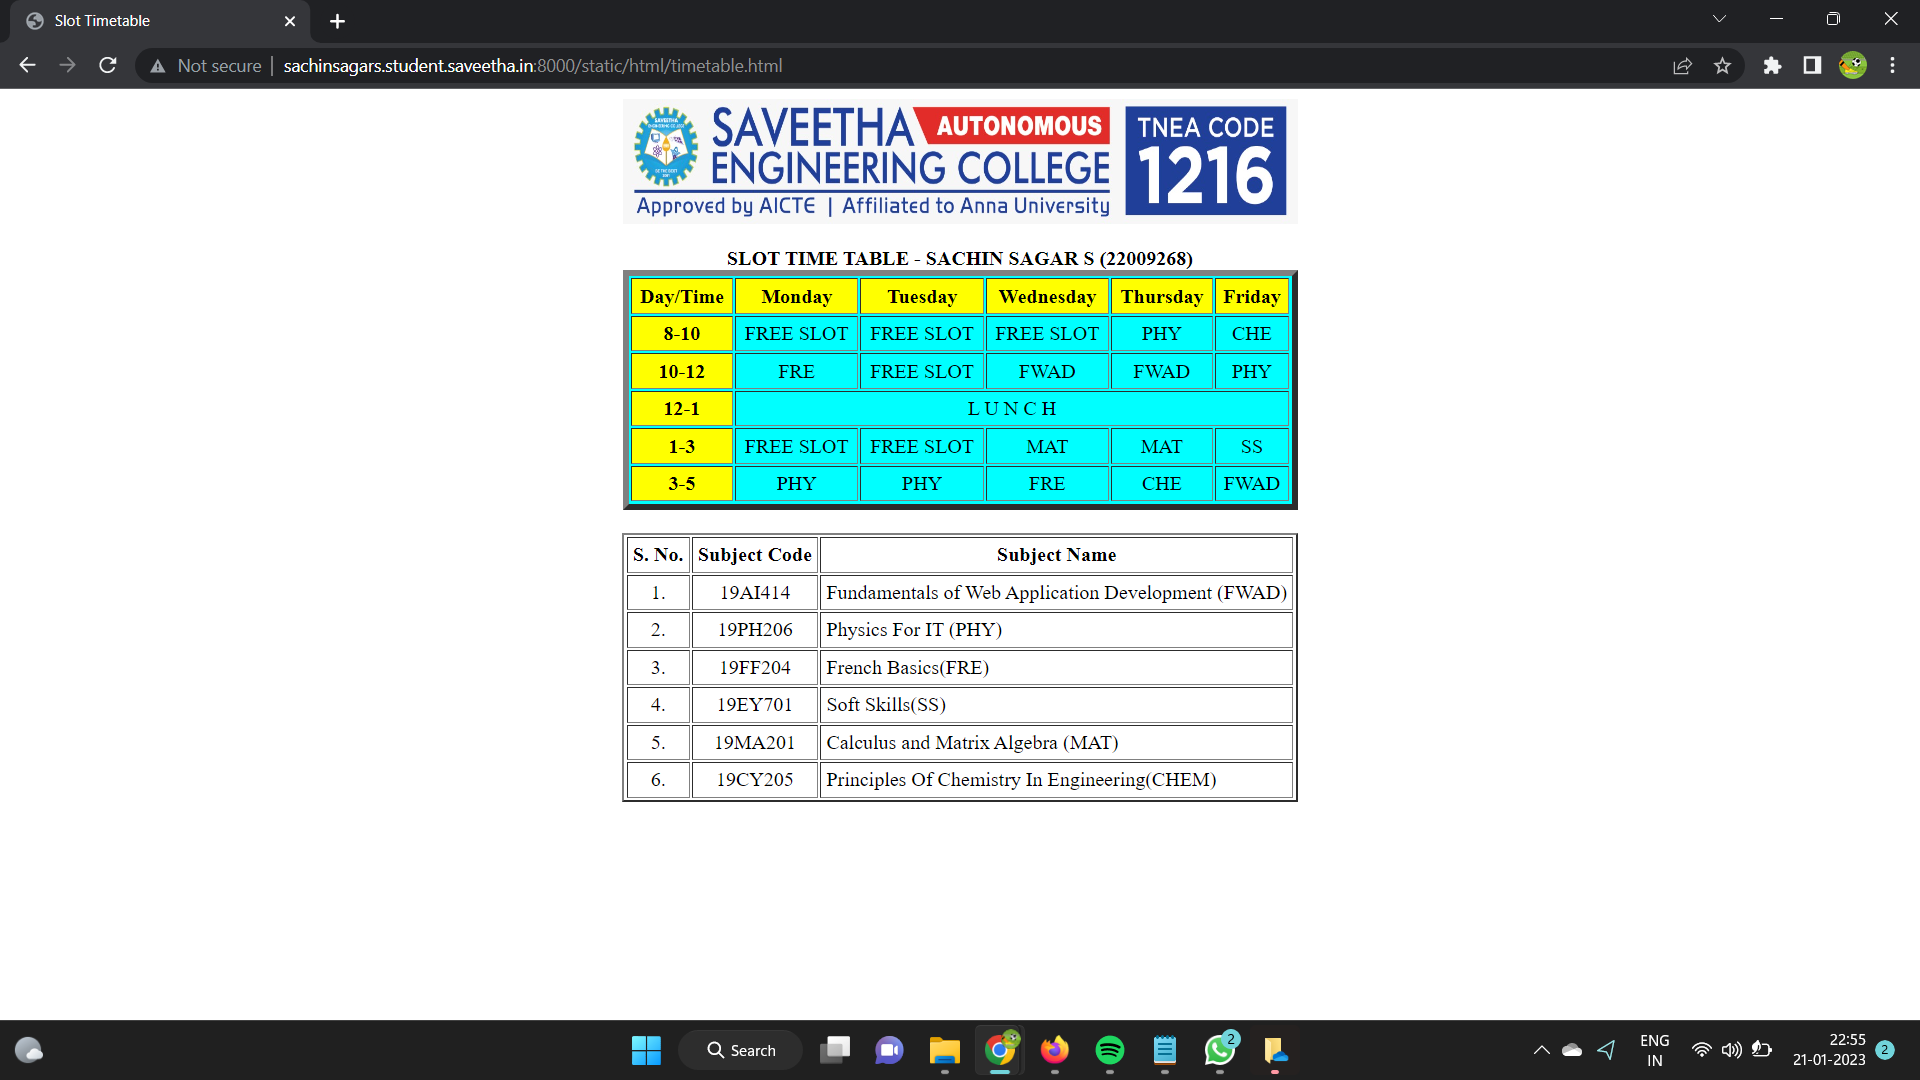 Slot Timetable
Not secure | sachinsagars.student.saveetha.in:8000/static/html/timetable.html
SAVEETHA AUTONOMOUS
ENGINEERING COLLEGE
Approved by AICTE | Affiliated to Anna University
TNEA CODE
1216
SLOT TIME TABLE - SACHIN SAGAR S (22009268)
Day/Time Monday Tuesday Wednesday Thursday Friday
8-10 FREE SLOT FREE SLOT FREE SLOT PHY CHE
10-12 FRE FREE SLOT FWAD FWAD PHY
12-1 L U N C H
1-3 FREE SLOT FREE SLOT MAT MAT SS
3-5 PHY PHY FRE CHE FWAD
S. No. Subject Code Subject Name
1. 19AI414 Fundamentals of Web Application Development (FWAD)
2. 19PH206 Physics For IT (PHY)
3. 19FF204 French Basics(FRE)
4. 19EY701 Soft Skills(SS)
5. 19MA201 Calculus and Matrix Algebra (MAT)
6. 19CY205 Principles Of Chemistry In Engineering(CHEM)
Search
2
ENG
IN
22:55
21-01-2023
2